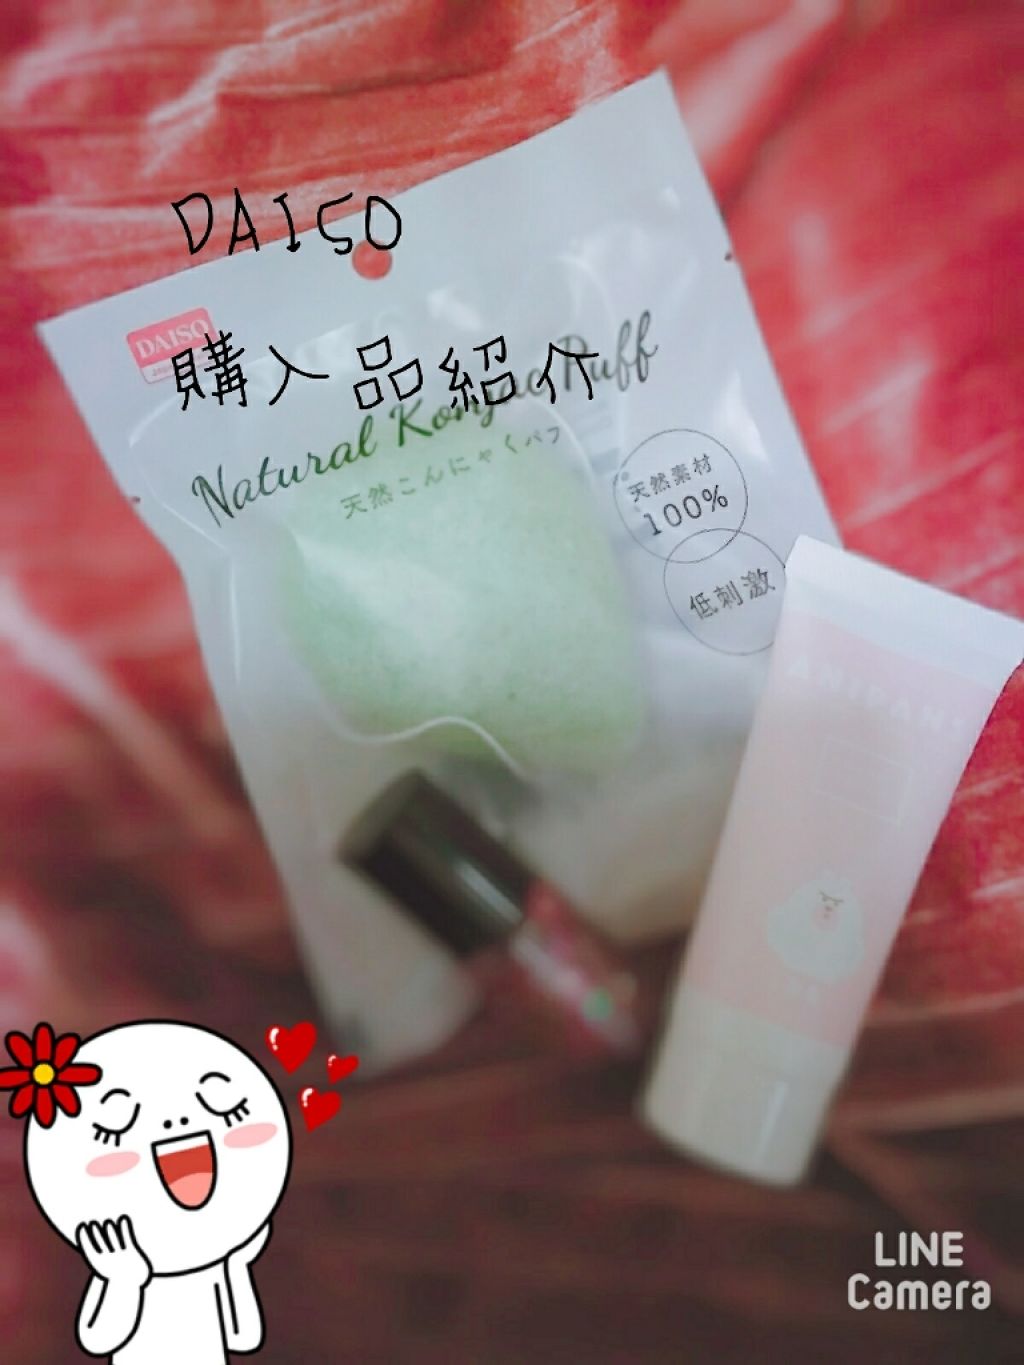 DAISO
DAISO
購入品紹介
Natural Konjac Puff
天然こんにゃくパフ
天然素材
100%
低刺激
LINE
Camera